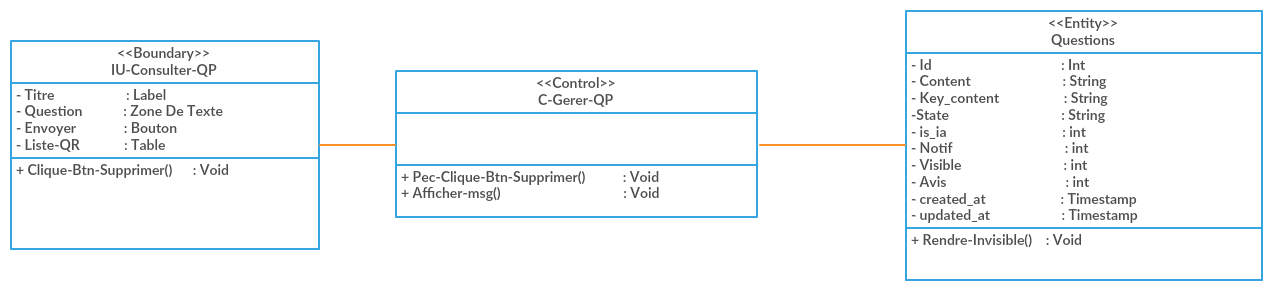 <<Boundary>>
IU-Consulter-QP
- Titre : Label
- Question : Zone De Texte
- Envoyer : Bouton
- Liste-QR : Table
+ Clique-Btn-Supprimer() : Void
<<Control>>
C-Gerer-QP
+ Pec-Clique-Btn-Supprimer() : Void
+ Afficher-msg() : Void
<<Entity>>
Questions
- Id : Int
- Content : String
- Key_content : String
-State : String
- is_ia : int
- Notif : int
- Visible : int
- Avis : int
- created_at : Timestamp
- updated_at : Timestamp
+ Rendre-Invisible() : Void